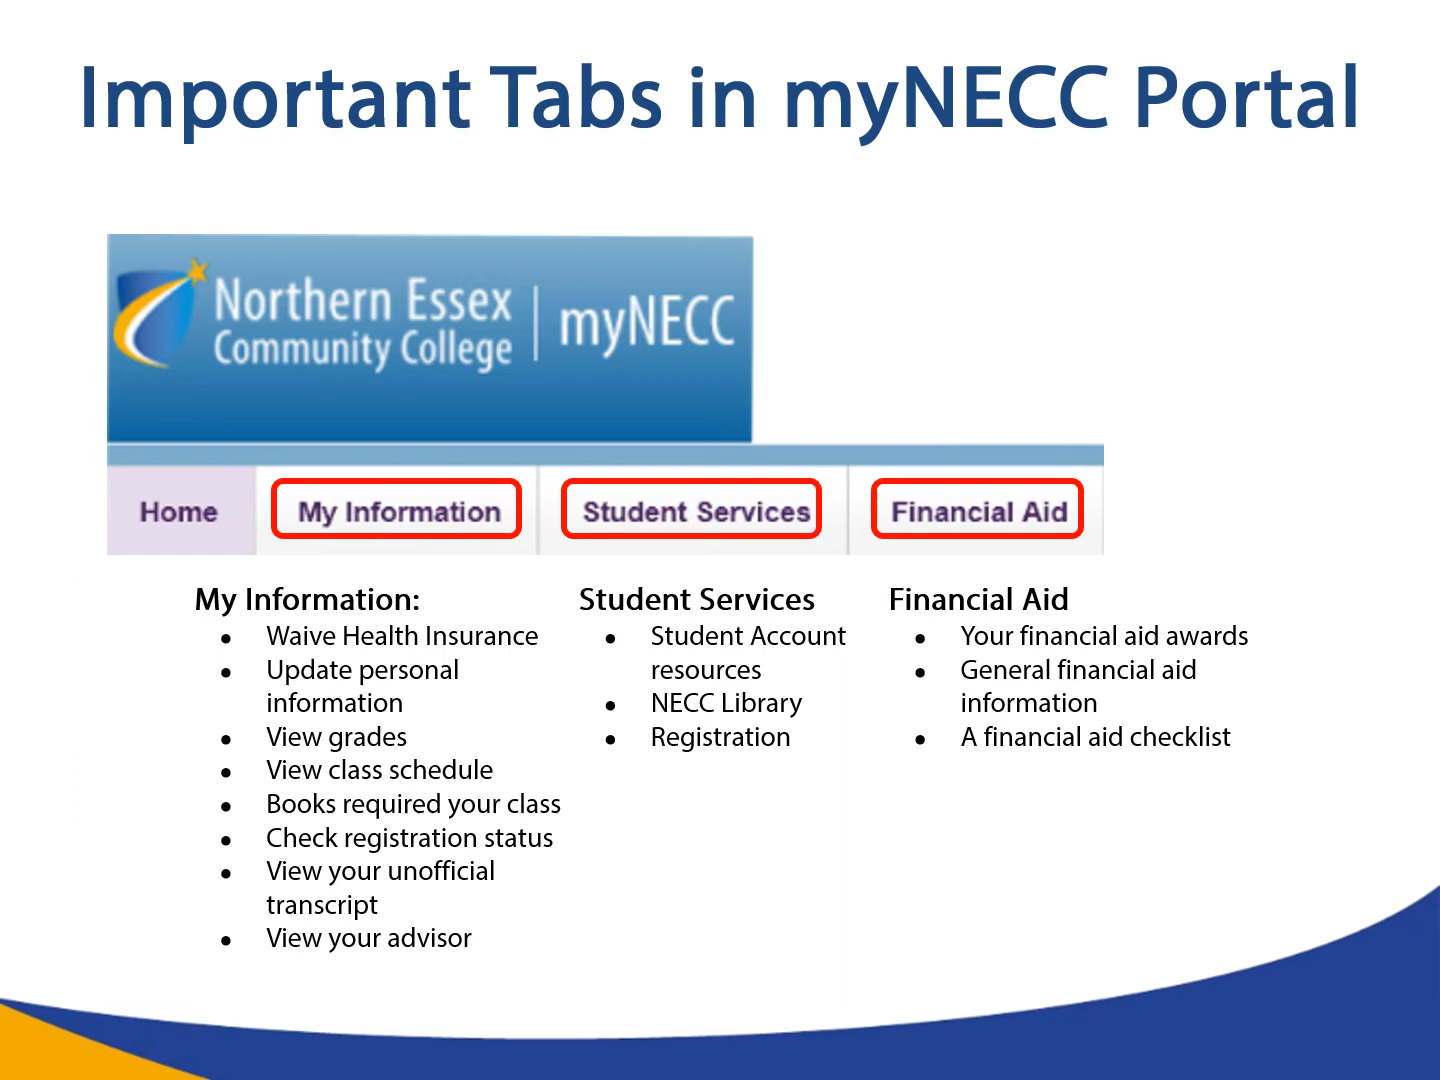 Important Tabs in myNECC Portal
Northern Essex
Community College
myNECC
Home
My Information
Student Services
Financial Aid
My Information:
• Waive Health Insurance
• Update personal
information
• View grades
• View class schedule
• Books required your class
• Check registration status
• View your unofficial
transcript
• View your advisor
Student Services
• Student Account
resources
• NECC Library
• Registration
Financial Aid
• Your financial aid awards
• General financial aid
information
• A financial aid checklist